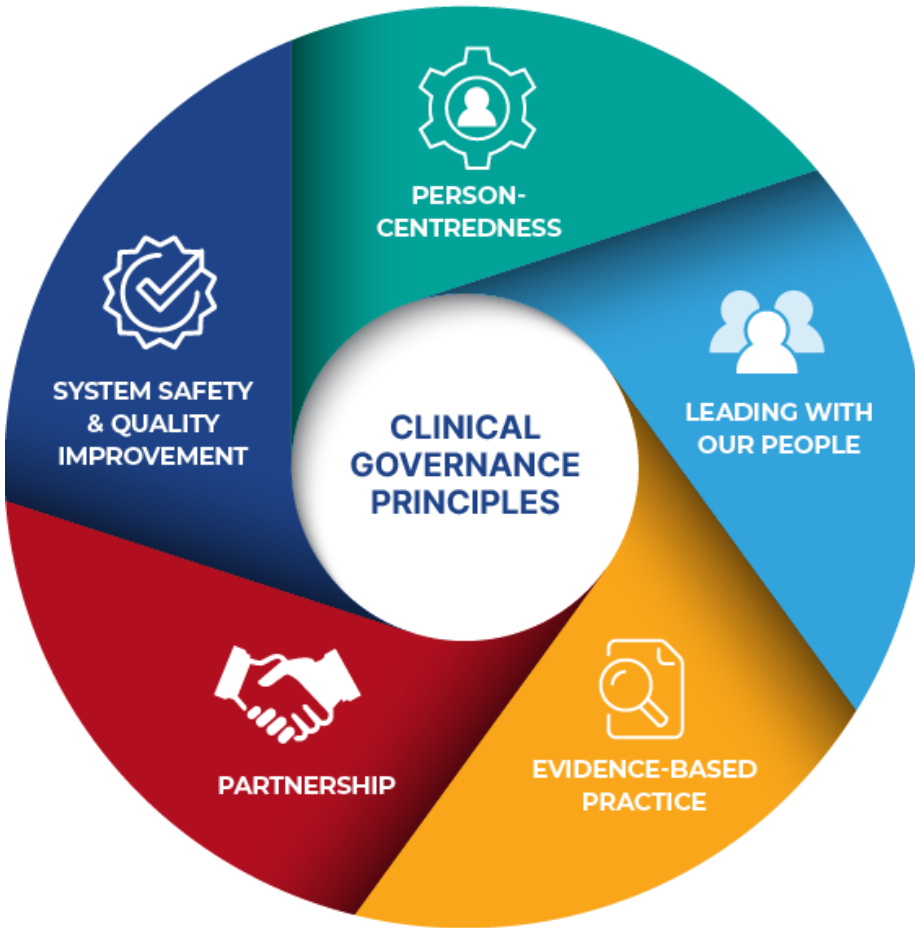 PERSON-
CENTREDNESS
LEADING WITH
OUR PEOPLE
EVIDENCE-BASED
PRACTICE
PARTNERSHIP
SYSTEM SAFETY
& QUALITY
IMPROVEMENT
CLINICAL
GOVERNANCE
PRINCIPLES